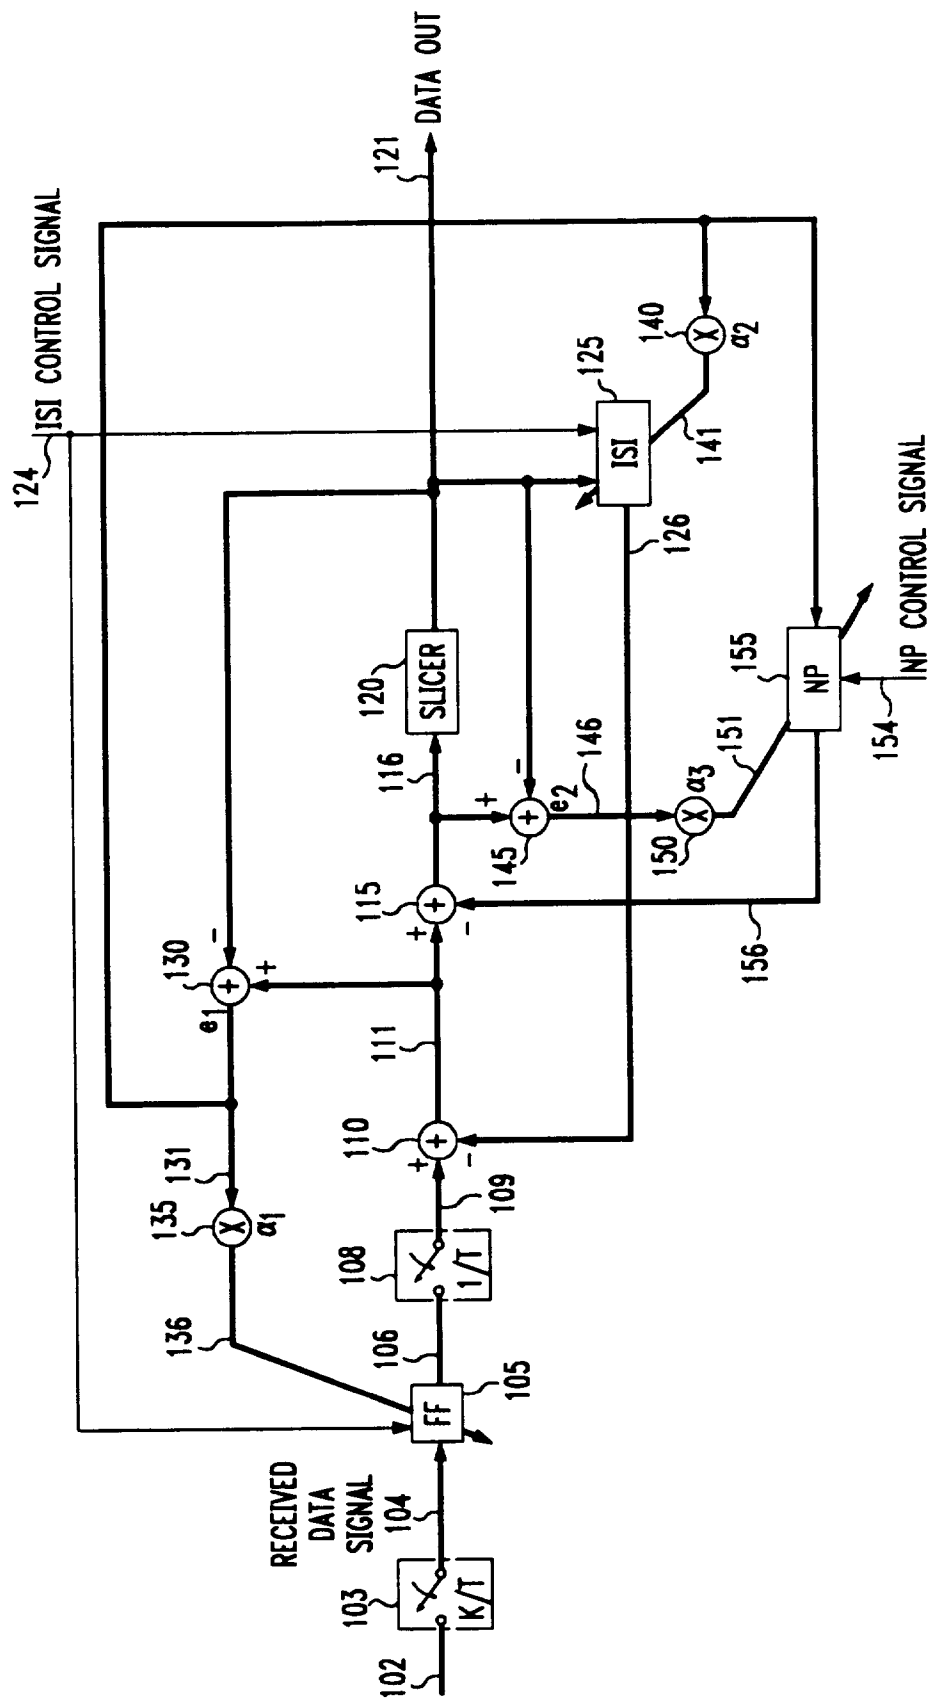 ISI CONTROL SIGNAL
124
136
135
α1
131
e1
130
−
+
RECEIVED
DATA
SIGNAL
102
103
K/T
104
FF
105
106
108
1/T
109
+
110
+
−
111
+
115
+
−
116
120
SLICER
121
DATA OUT
+
−
145
+
e2
146
125
ISI
126
140
X
α2
141
150
X
α3
151
155
NP
156
154
NP CONTROL SIGNAL
X
+